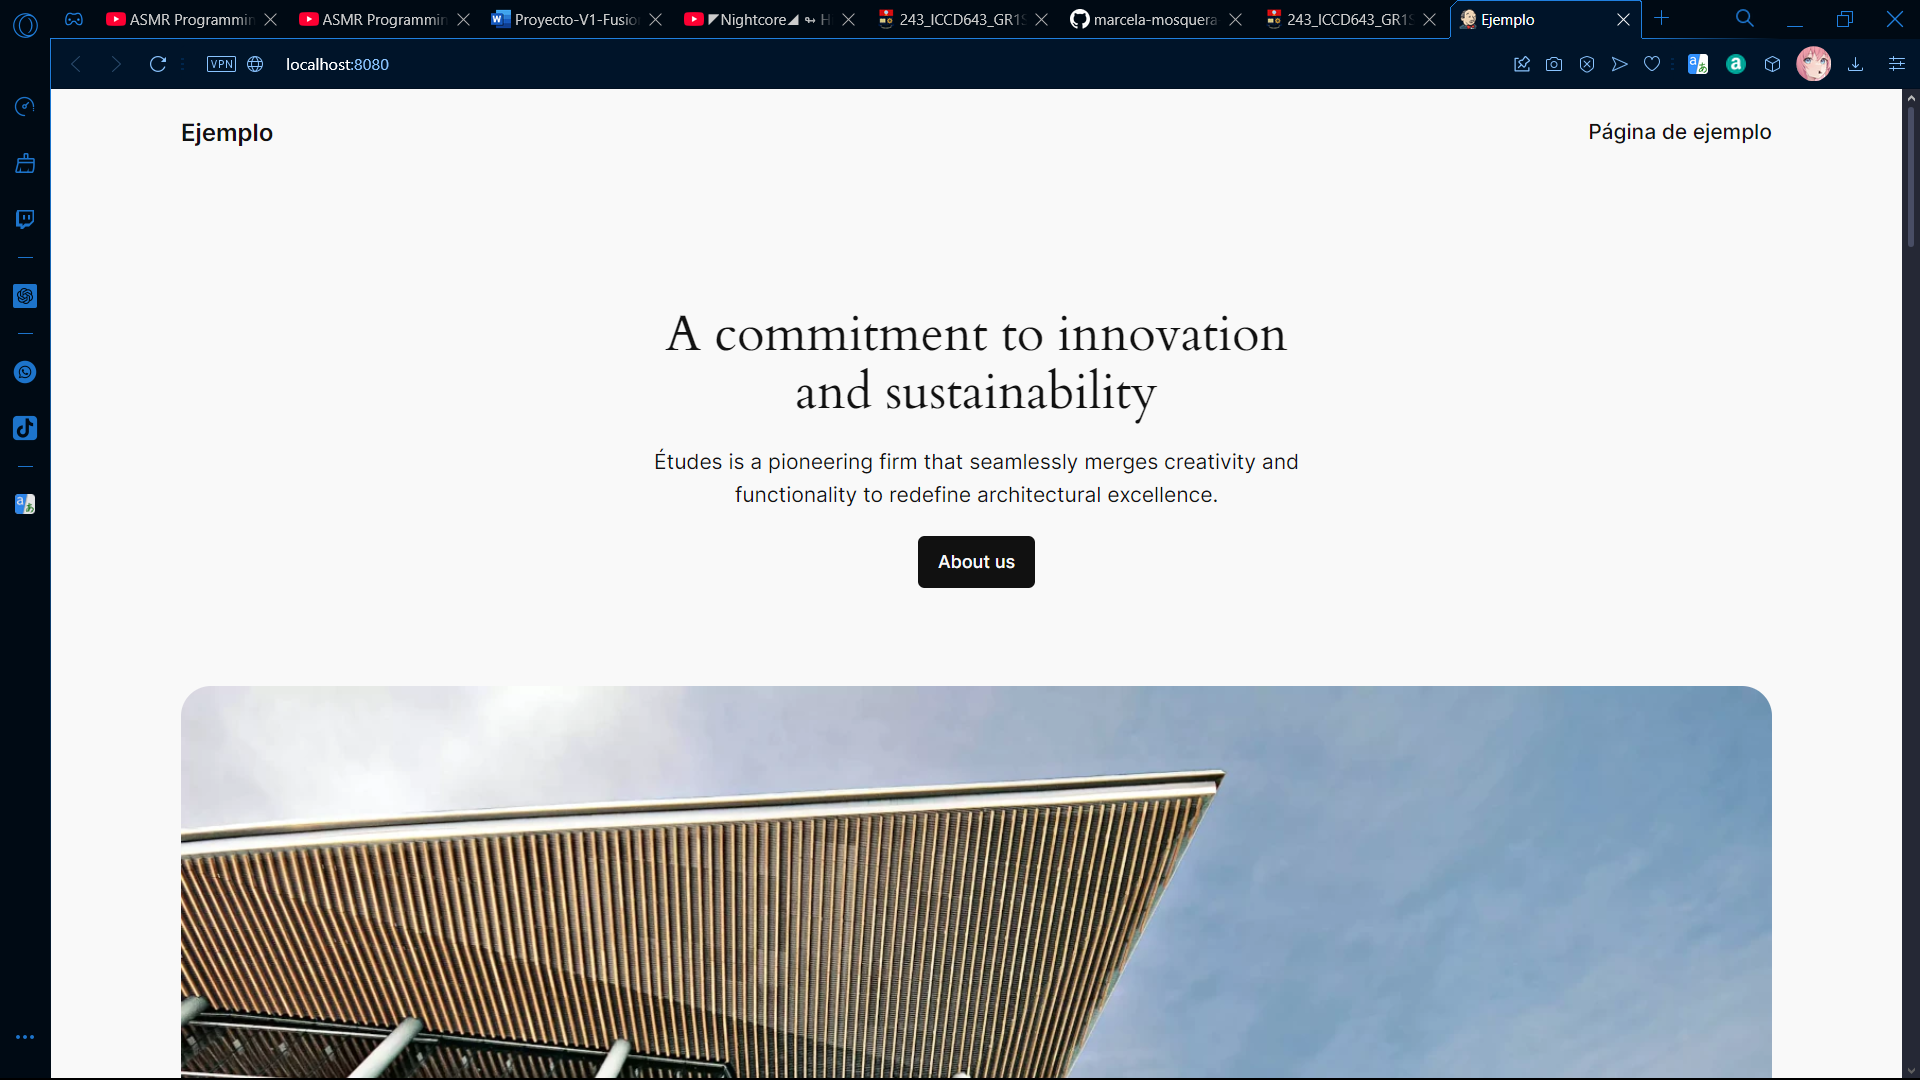 ASMR Programmin
ASMR Programmin
Proyecto-V1-Fusio
◤Nightcore◢ ↬ H
243_ICCD643_GR1S
marcela-mosquera
243_ICCD643_GR1S
Ejemplo
VPN
localhost:8080
Ejemplo
Página de ejemplo
A commitment to innovation
and sustainability
Études is a pioneering firm that seamlessly merges creativity and
functionality to redefine architectural excellence.
About us